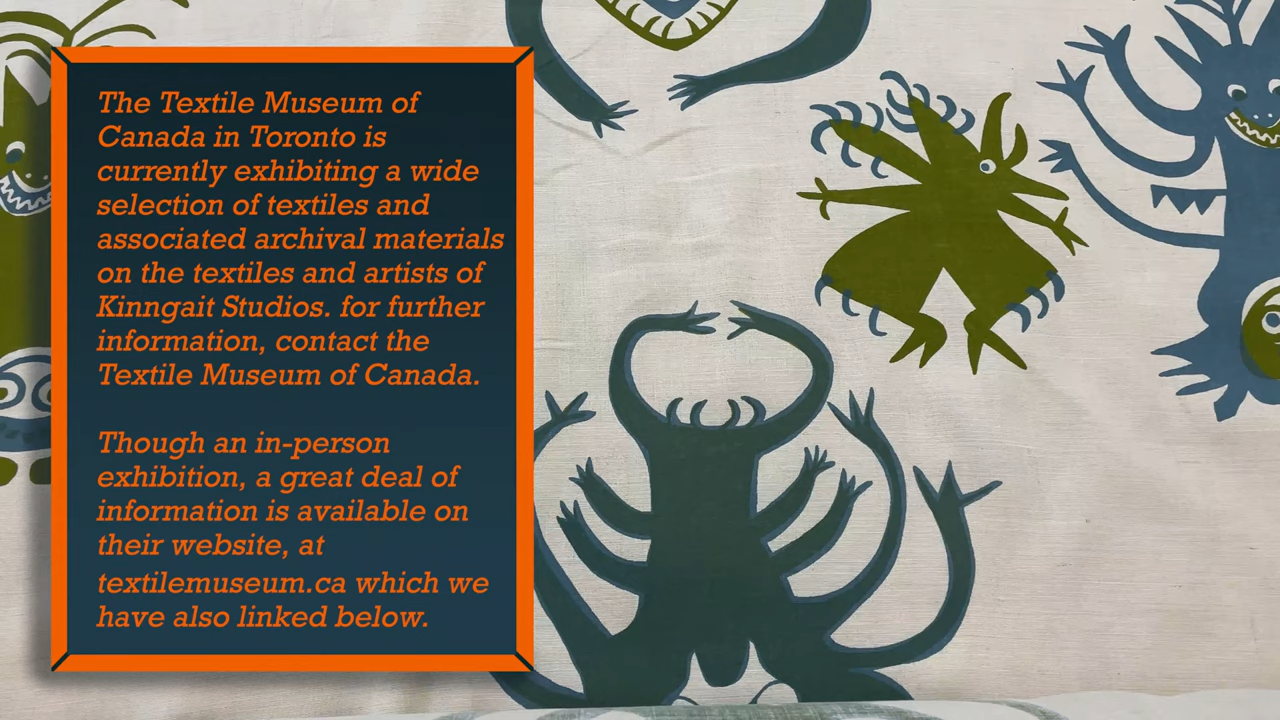 The Textile Museum of
Canada in Toronto is
currently exhibiting a wide
selection of textiles and
associated archival materials
on the textiles and artists of
Kinngait Studios. for further
information, contact the
Textile Museum of Canada.
Though an in-person
exhibition, a great deal of
information is available on
their website, at
textilemuseum.ca which we
have also linked below.